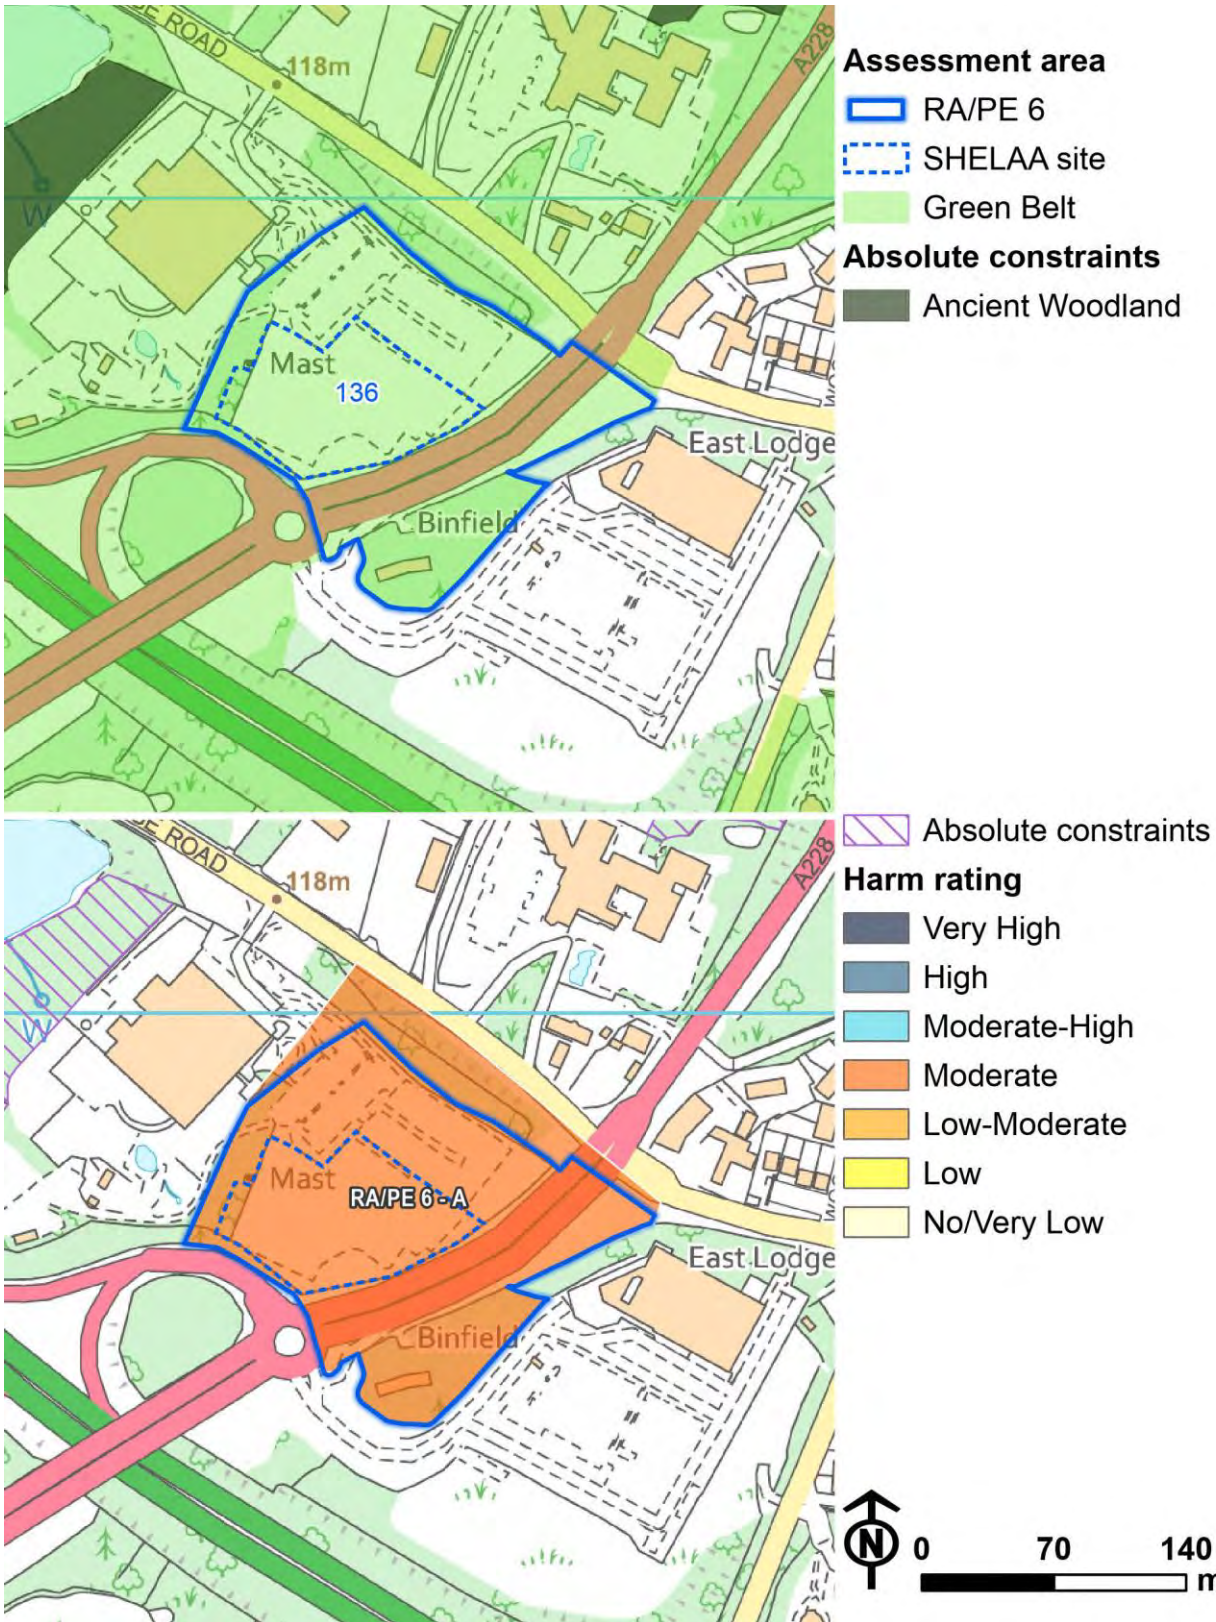 DE ROAD
118m
A228
Mast
136
East Lodge
Binfield
W
Assessment area
RA/PE 6
SHELAA site
Green Belt
Absolute constraints
Ancient Woodland
DE ROAD
118m
A228
Mast
RA/PE 6 - A
East Lodge
Binfield
W
Absolute constraints
Harm rating
Very High
High
Moderate-High
Moderate
Low-Moderate
Low
No/Very Low
N
0 70 140
m